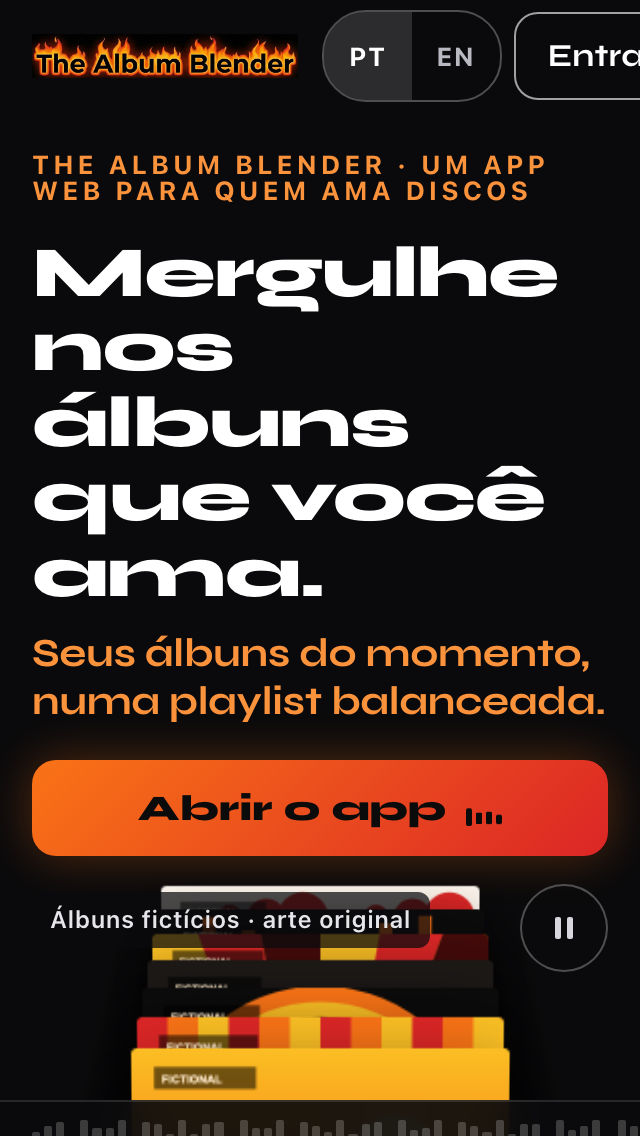 The Album Blender
PT
EN
Entra
THE ALBUM BLENDER · UM APP
WEB PARA QUEM AMA DISCOS
Mergulhe
nos
álbuns
que você
ama.
Seus álbuns do momento,
numa playlist balanceada.
Abrir o app
Álbuns fictícios · arte original
FICTIONAL
FICTIONAL
FICTIONAL
FICTIONAL
FICTIONAL